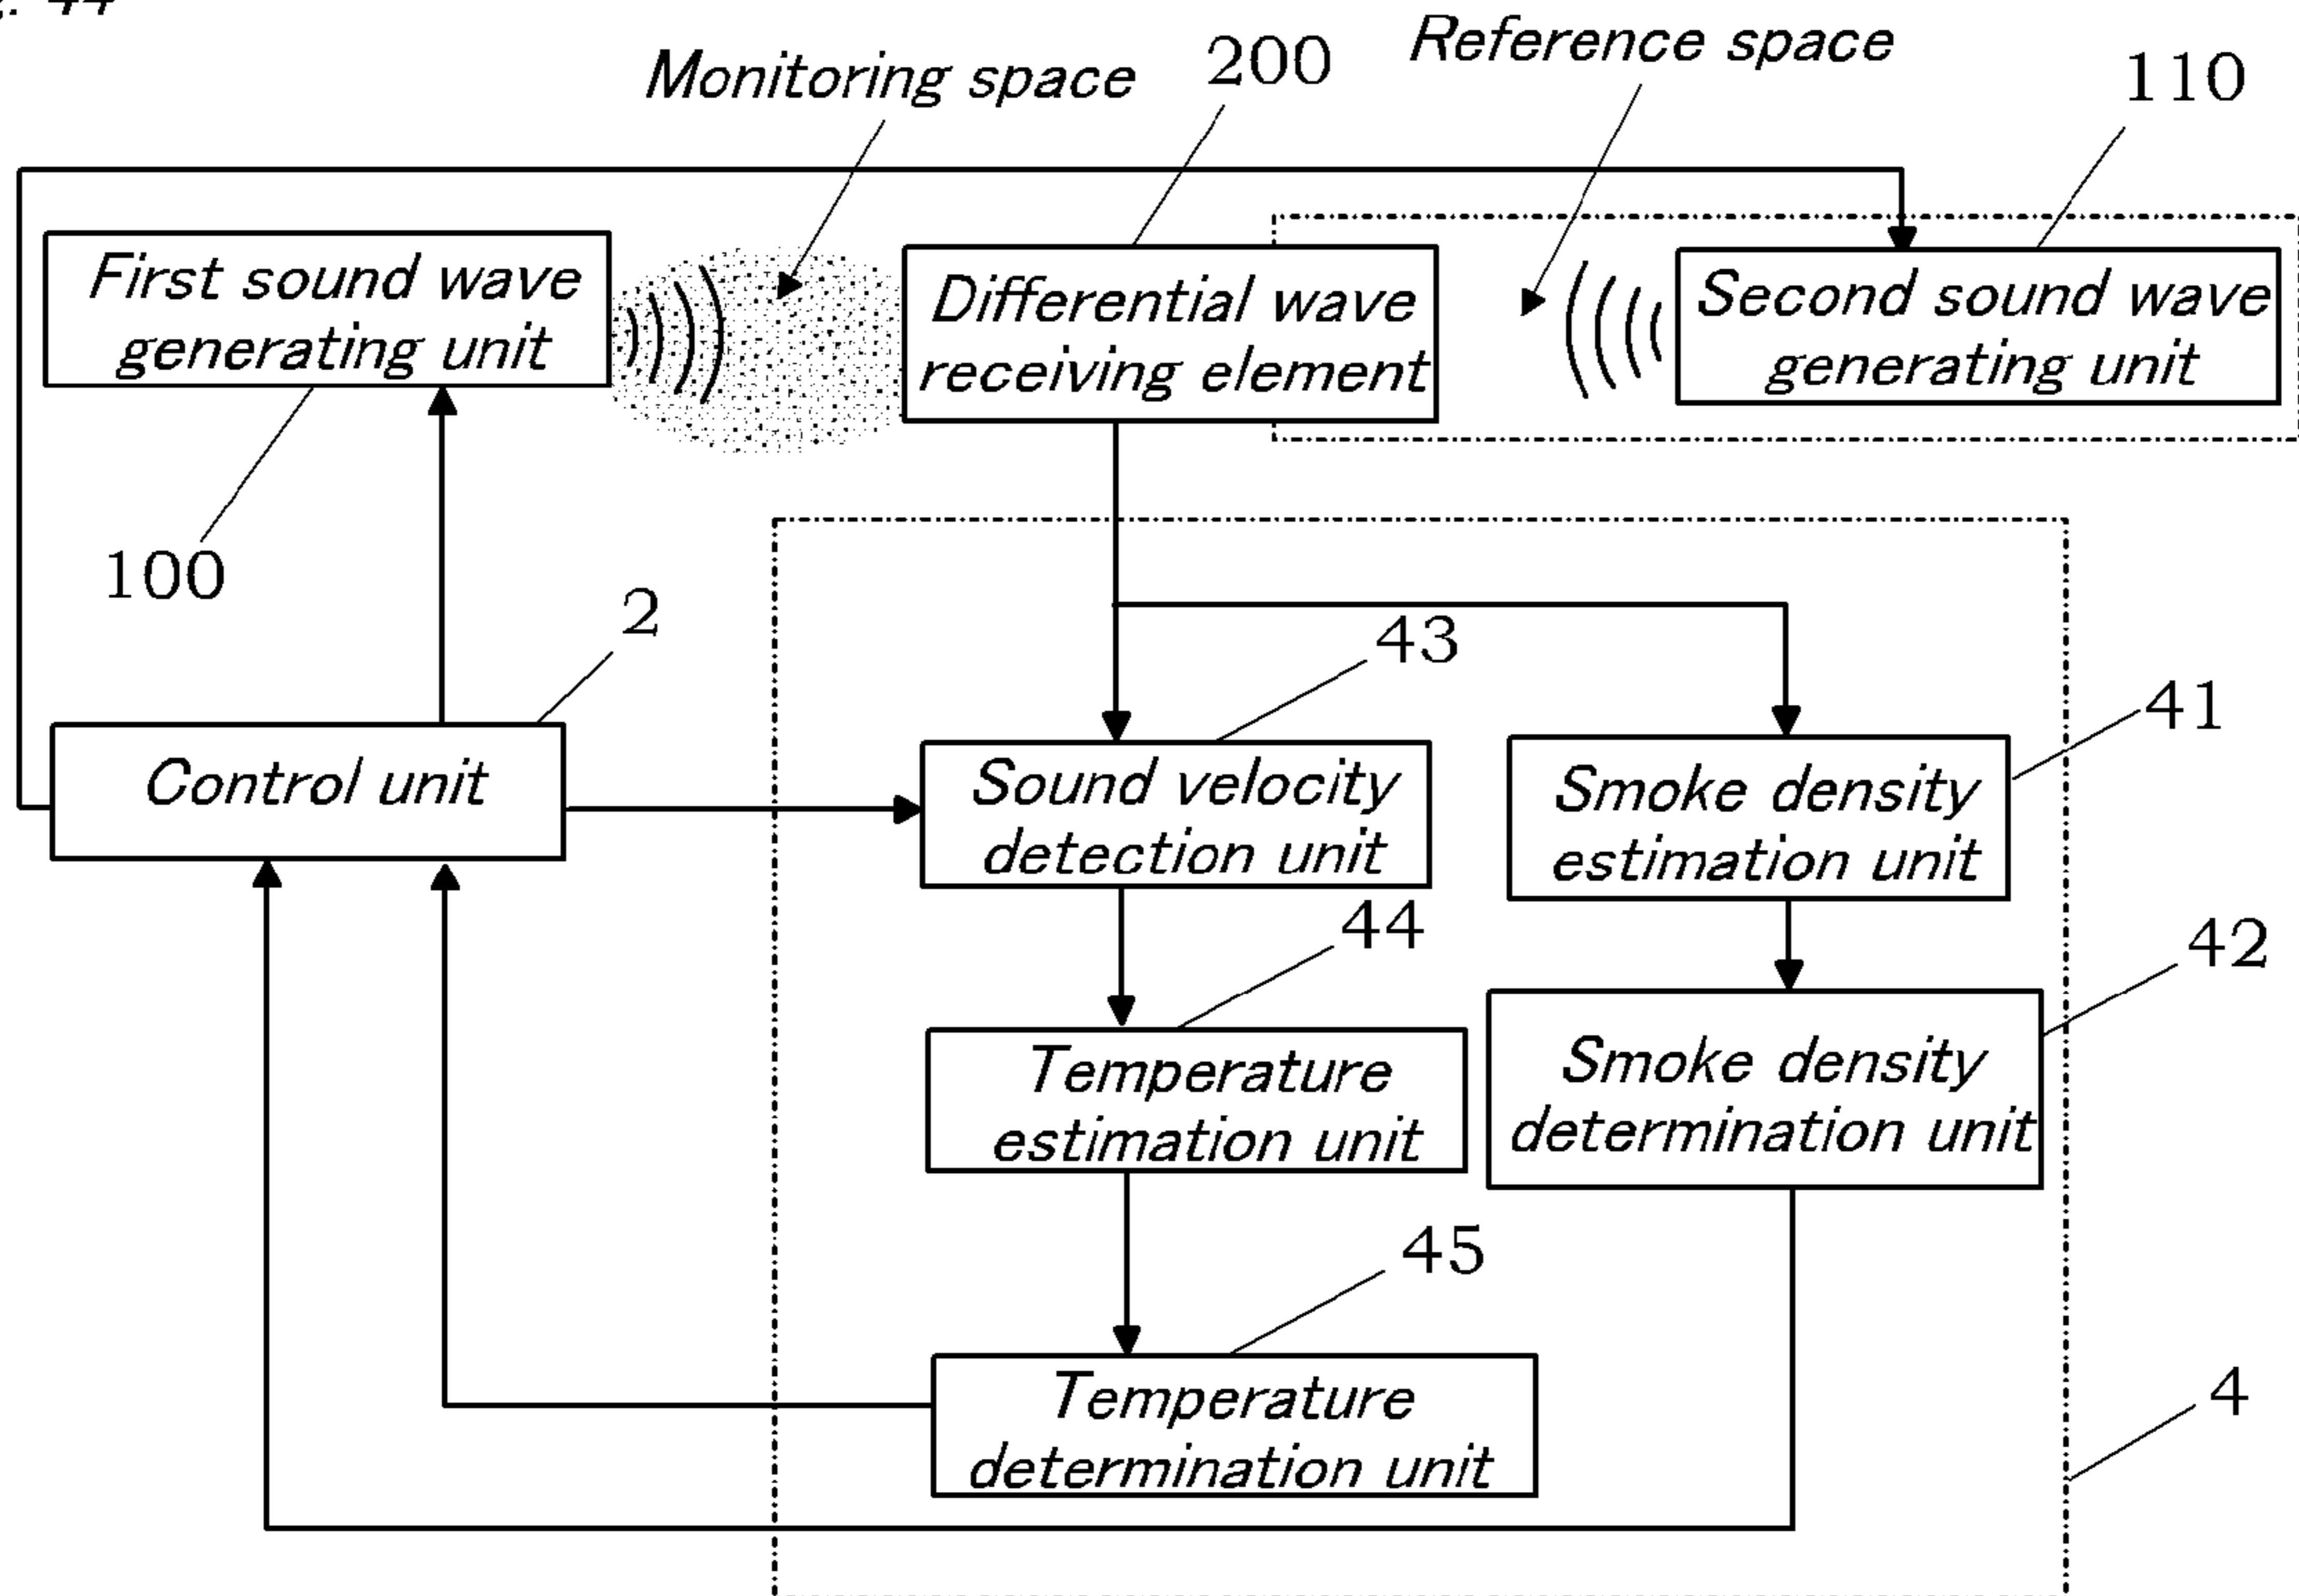 Monitoring space
200
Reference space
110
First sound wave
generating unit
Differential wave
receiving element
Second sound wave
generating unit
100
2
43
41
Control unit
Sound velocity
detection unit
Smoke density
estimation unit
44
42
Temperature
estimation unit
Smoke density
determination unit
45
4
Temperature
determination unit